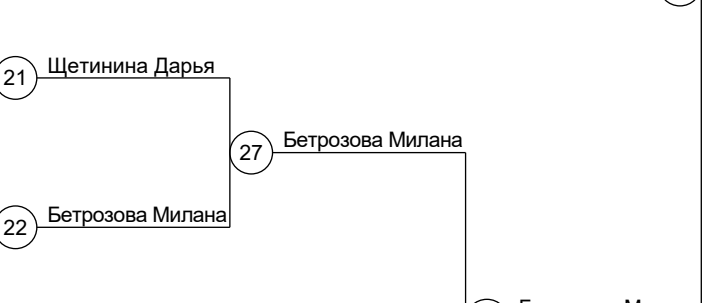 21 Щетинина Дарья
27 Бетрозова Милана
22 Бетрозова Милана